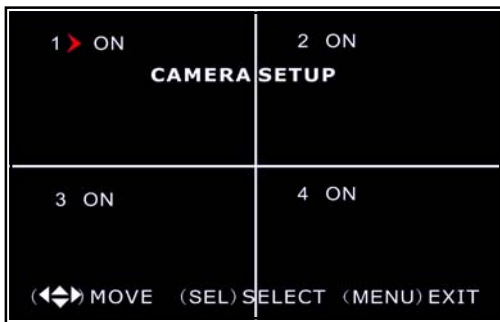 1 ON 2 ON
CAMERA SETUP
3 ON 4 ON
(◀♦▶) MOVE (SEL) SELECT (MENU) EXIT